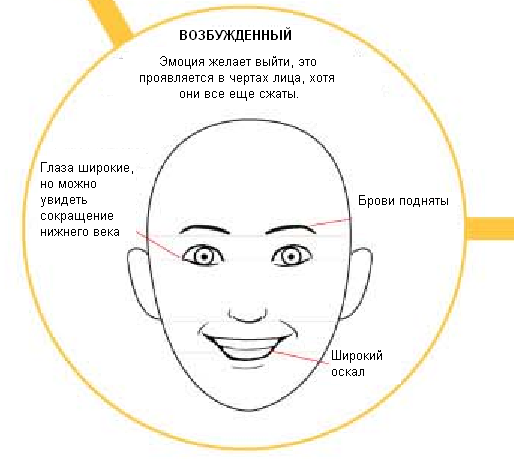 ВОЗБУЖДЕННЫЙ
Эмоция желает выйти, это
проявляется в чертах лица, хотя
они все еще сжаты.
Глаза широкие,
но можно
увидеть
сокращение
нижнего века
Брови подняты
Широкий
оскал